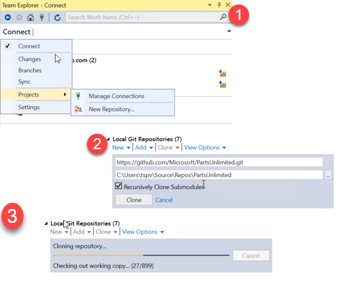 Team Explorer - Connect
1
Search Work Items (Ctrl+)
Connect
Connect
Changes
o.com (2)
Branches
Sync
Projects
Manage Connections
New Repository...
Settings
2
Local Git Repositories (7)
New Add Clone View Options
https://github.com/Microsoft/PartsUnlimited.git
C:\Users\tspv\Source\Repos\PartsUnlimited
...
Recursively Clone Submodules
Clone Cancel
3
Local Git Repositories (7)
New Add Clone View Options
Cloning repository...
Cancel
Checking out working copy... (27/899)